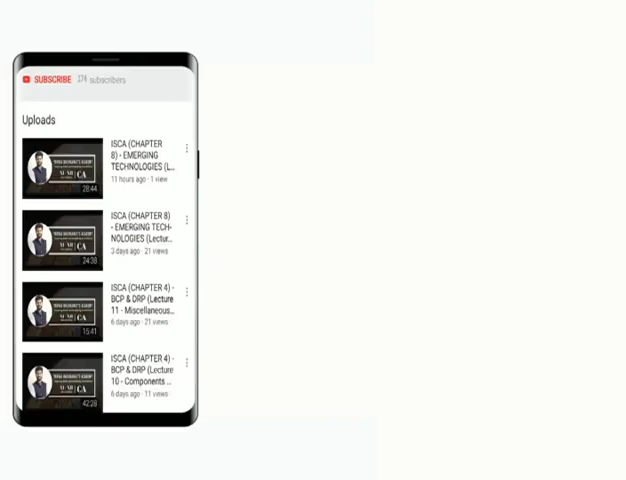 SUBSCRIBE 174 subscribers
Uploads
ISCA (CHAPTER
8) - EMERGING
TECHNOLOGIES (L...
11 hours ago · 1 view
28:44
ISCA (CHAPTER 8)
- EMERGING TECH-
NOLOGIES (Lectur...
3 days ago · 21 views
24:38
ISCA (CHAPTER 4) -
BCP & DRP (Lecture
11 - Miscellaneous...
6 days ago · 21 views
15:41
ISCA (CHAPTER 4) -
BCP & DRP (Lecture
10 - Components ...
6 days ago · 11 views
42:28